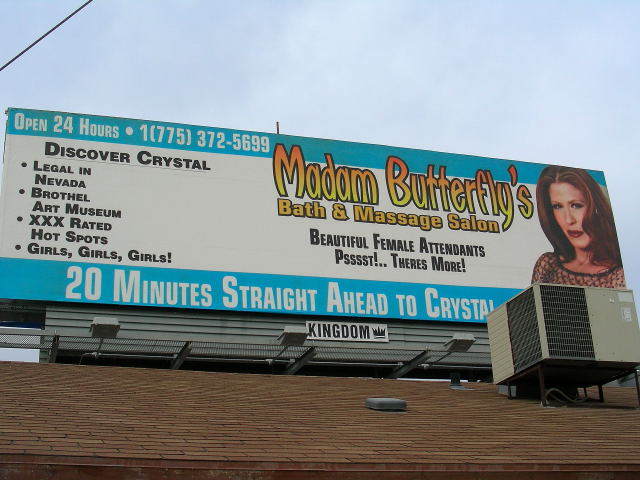 OPEN 24 HOURS • 1(775) 372-5699
DISCOVER CRYSTAL
• LEGAL IN
NEVADA
• BROTHEL
ART MUSEUM
• XXX RATED
HOT SPOTS
• GIRLS, GIRLS, GIRLS!
Madam Butterfly's
Bath & Massage Salon
BEAUTIFUL FEMALE ATTENDANTS
PSSSST!.. THERES MORE!
20 MINUTES STRAIGHT AHEAD TO CRYSTAL
KINGDOM